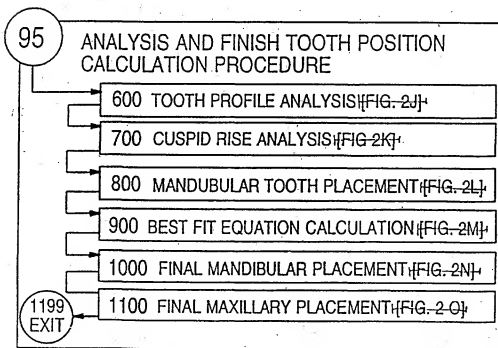 95
ANALYSIS AND FINISH TOOTH POSITION
CALCULATION PROCEDURE
600 TOOTH PROFILE ANALYSIS [FIG. 2J]
700 CUSPID RISE ANALYSIS [FIG 2K]
800 MANDUBULAR TOOTH PLACEMENT [FIG. 2L]
900 BEST FIT EQUATION CALCULATION [FIG. 2M]
1000 FINAL MANDIBULAR PLACEMENT [FIG. 2N]
1100 FINAL MAXILLARY PLACEMENT [FIG. 2 O]
1199
EXIT